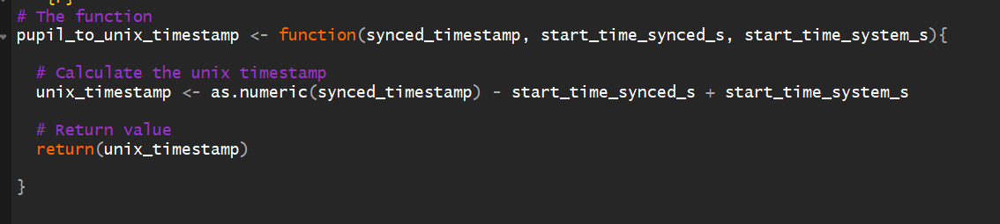 # The function
pupil_to_unix_timestamp <- function(synced_timestamp, start_time_synced_s, start_time_system_s){
# Calculate the unix timestamp
unix_timestamp <- as.numeric(synced_timestamp) - start_time_synced_s + start_time_system_s
# Return value
return(unix_timestamp)
}